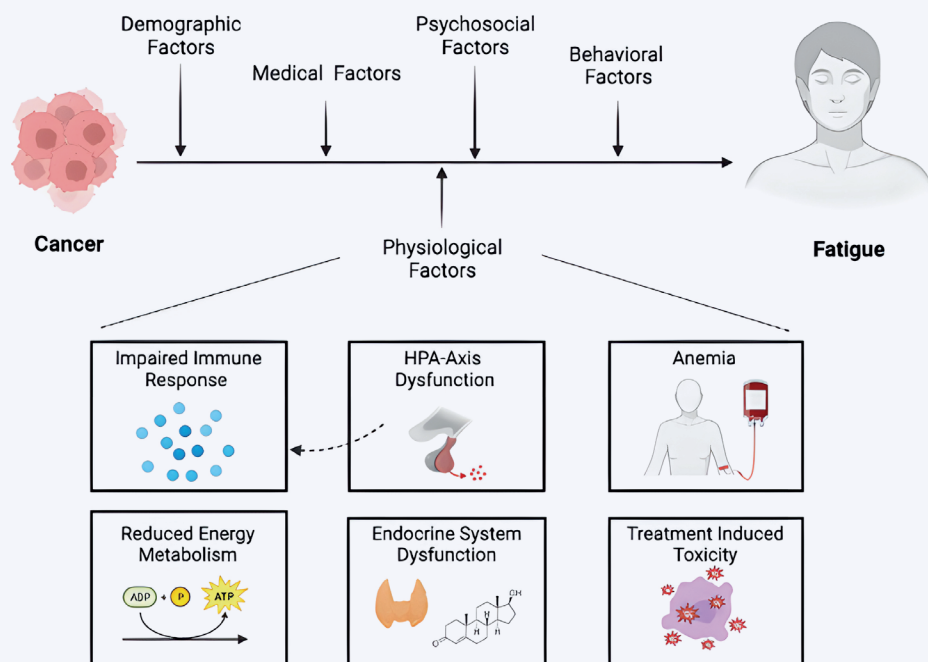 Demographic
Factors
Medical Factors
Psychosocial
Factors
Behavioral
Factors
Cancer
Physiological
Factors
Fatigue
Impaired Immune
Response
HPA-Axis
Dysfunction
Anemia
Reduced Energy
Metabolism
ADP + P ATP
Endocrine System
Dysfunction
OH
H
H H
O
Treatment Induced
Toxicity